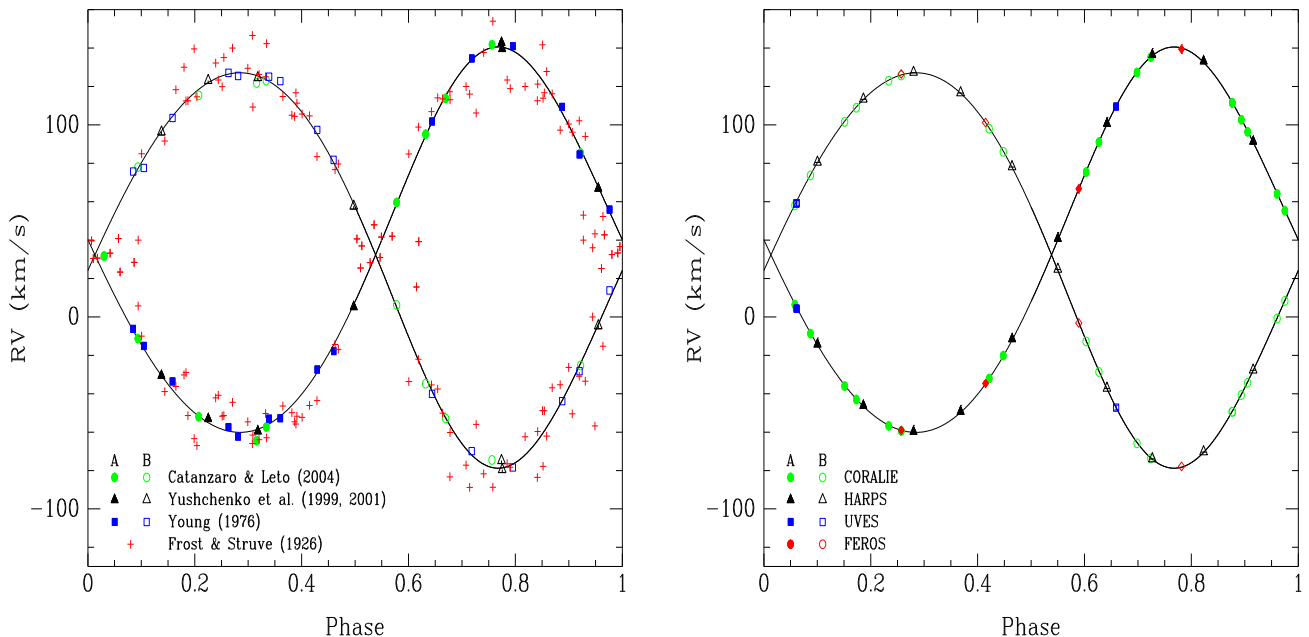 RV (km/s)
100
0
-100
A B
Catanzaro & Leto (2004)
Yushchenko et al. (1999, 2001)
Young (1976)
Frost & Struve (1926)
0 0.2 0.4 0.6 0.8 1
Phase
RV (km/s)
100
0
-100
A B
CORALIE
HARPS
UVES
FEROS
0 0.2 0.4 0.6 0.8 1
Phase